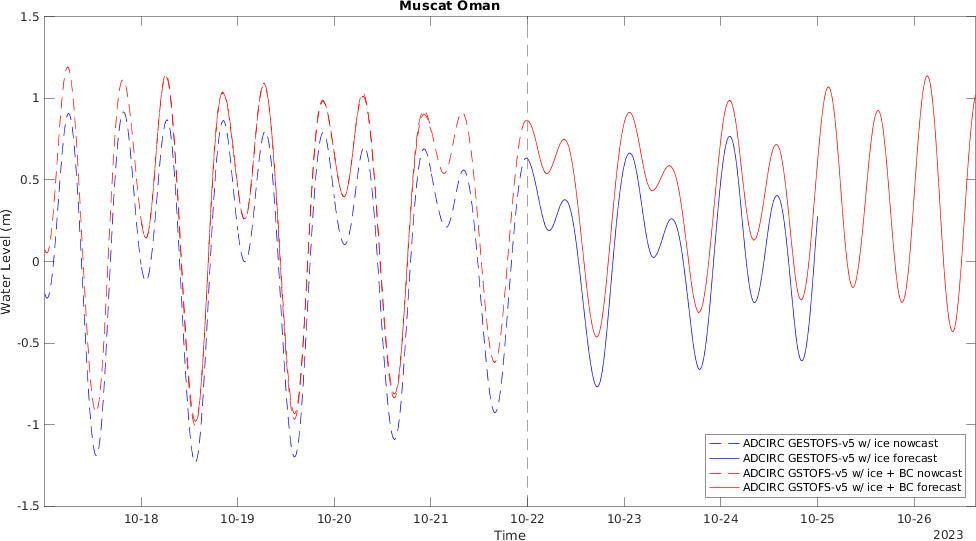 Muscat Oman
1.5
1
0.5
0
-0.5
-1
-1.5
Water Level (m)
ADCIRC GESTOFS-v5 w/ ice nowcast
ADCIRC GESTOFS-v5 w/ ice forecast
ADCIRC GSTOFS-v5 w/ ice + BC nowcast
ADCIRC GSTOFS-v5 w/ ice + BC forecast
10-18 10-19 10-20 10-21 10-22 10-23 10-24 10-25 10-26
Time
2023